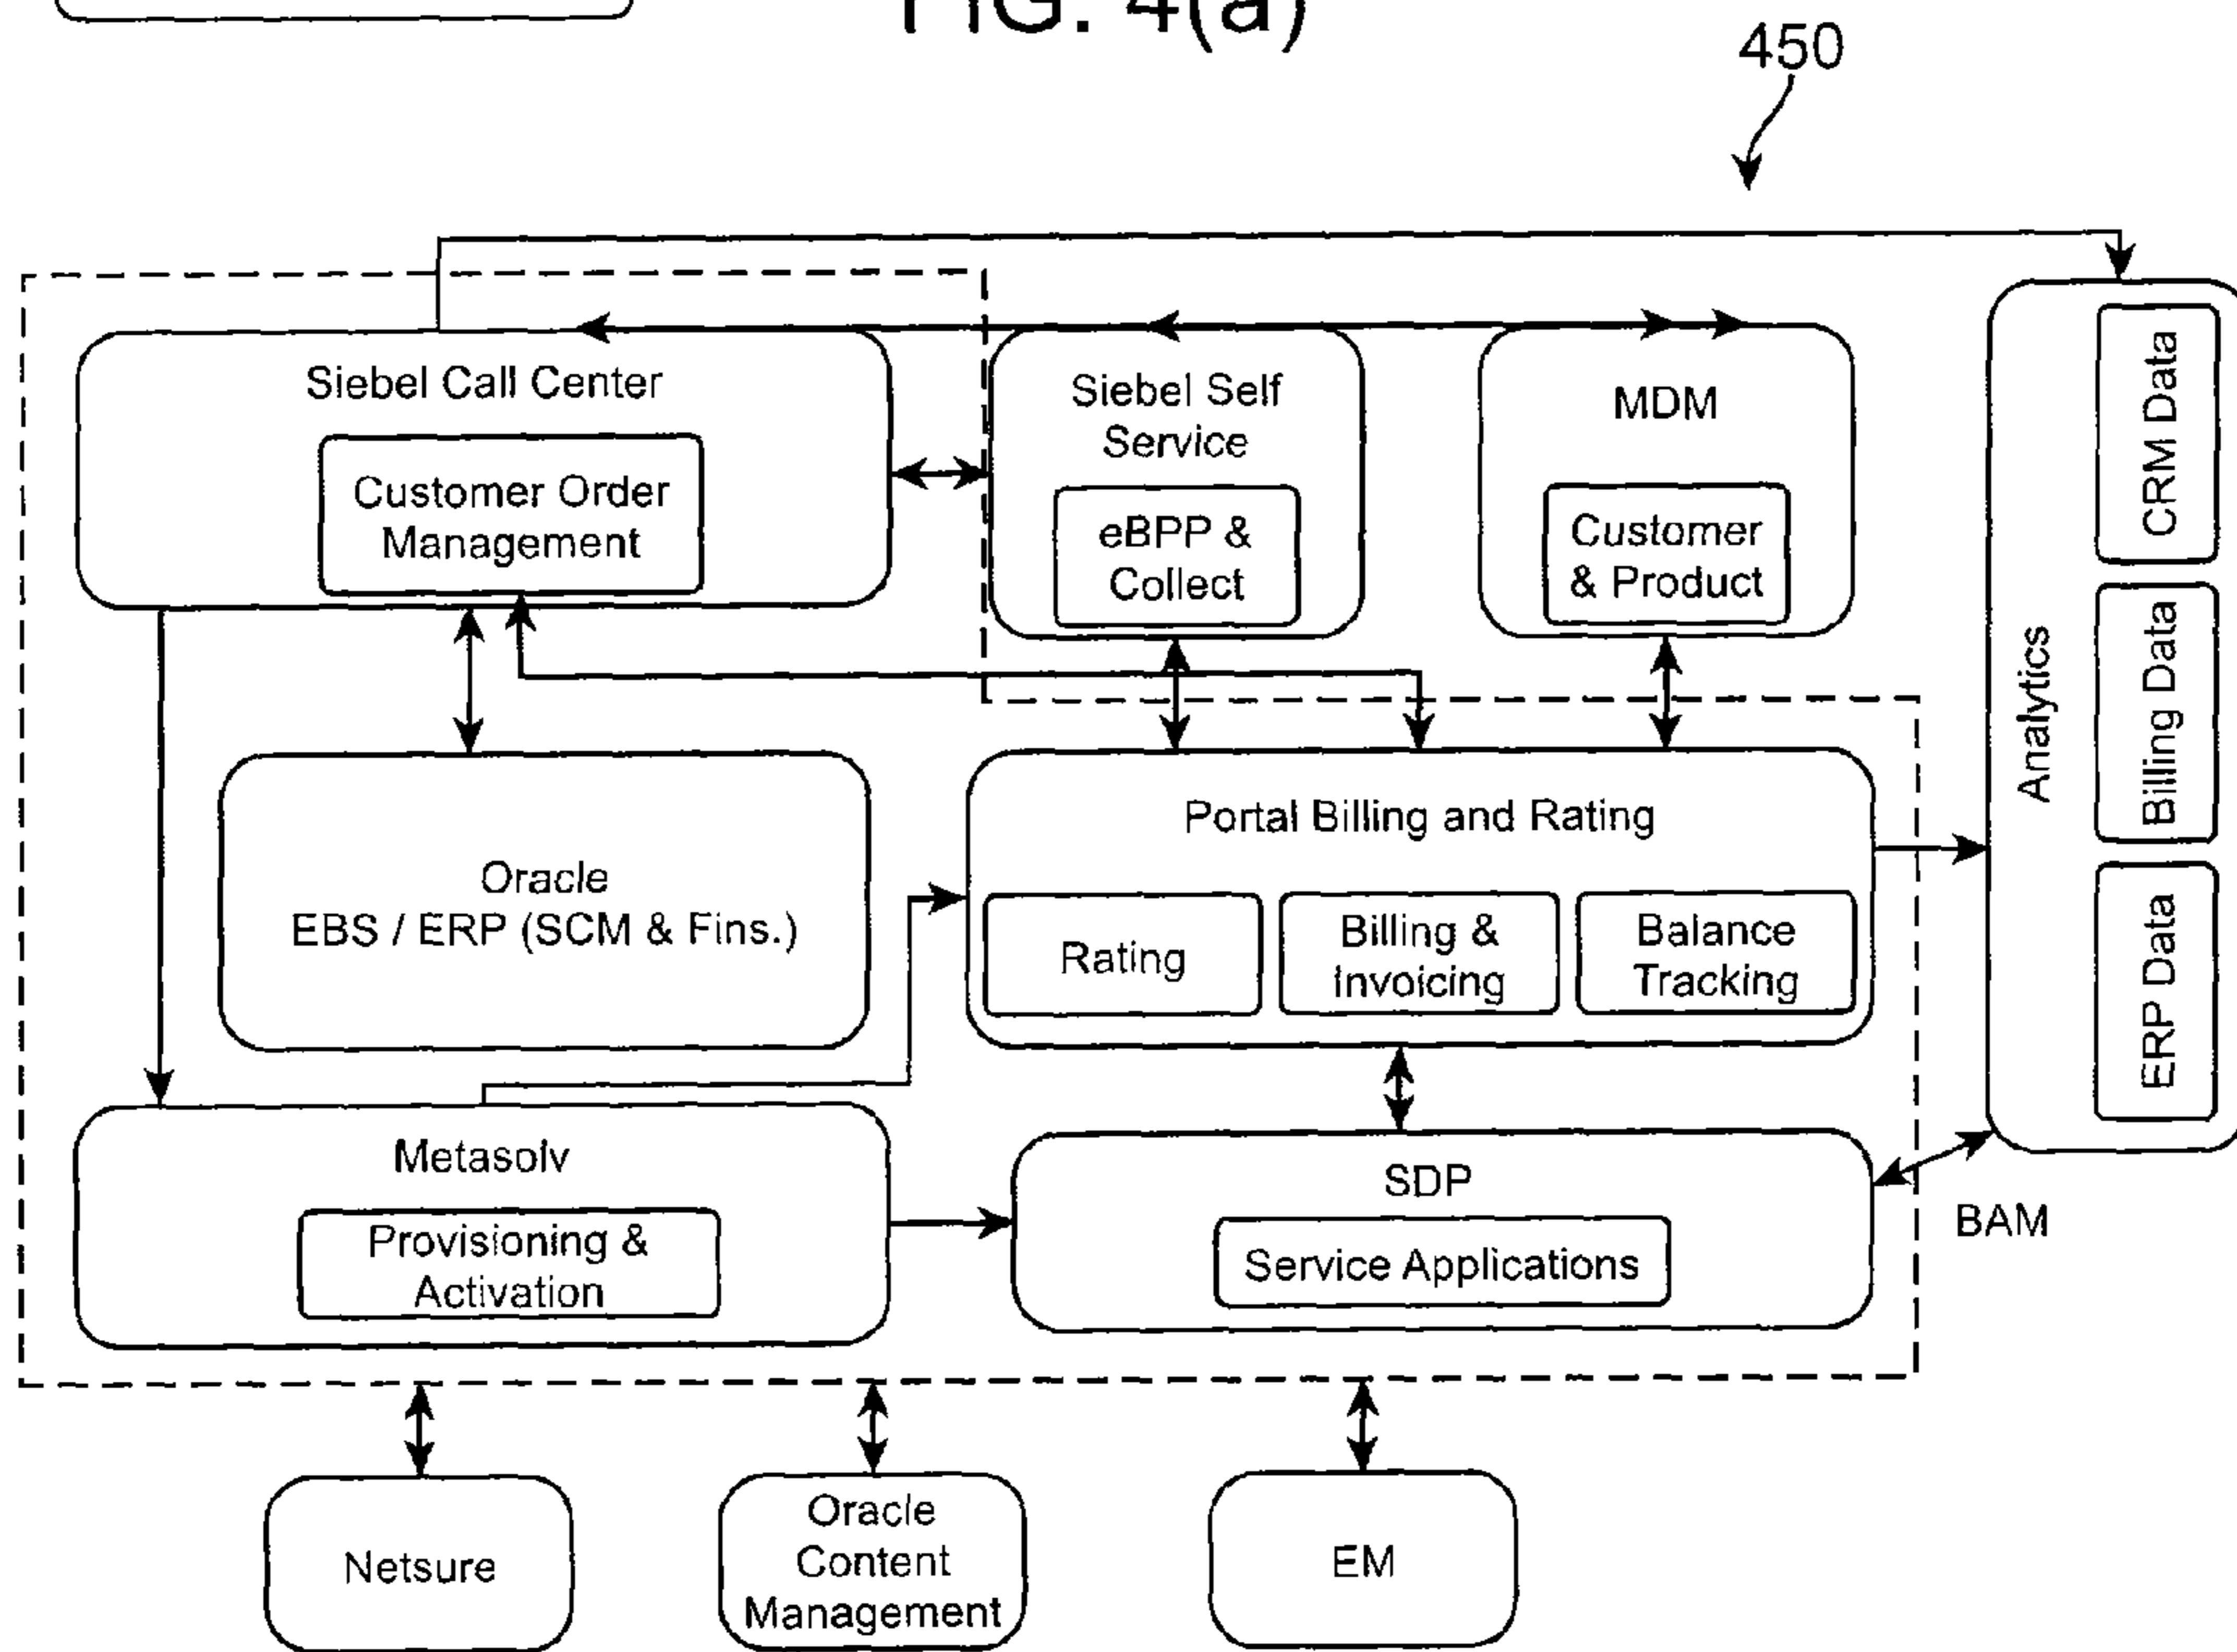 FIG. 4(a)
450
Siebel Call Center
Customer Order
Management
Siebel Self
Service
eBPP &
Collect
MDM
Customer
& Product
Analytics
CRM Data
Billing Data
ERP Data
Oracle
EBS / ERP (SCM & Fins.)
Portal Billing and Rating
Rating
Billing &
Invoicing
Balance
Tracking
Metasolv
Provisioning &
Activation
SDP
Service Applications
BAM
Netsure
Oracle
Content
Management
EM